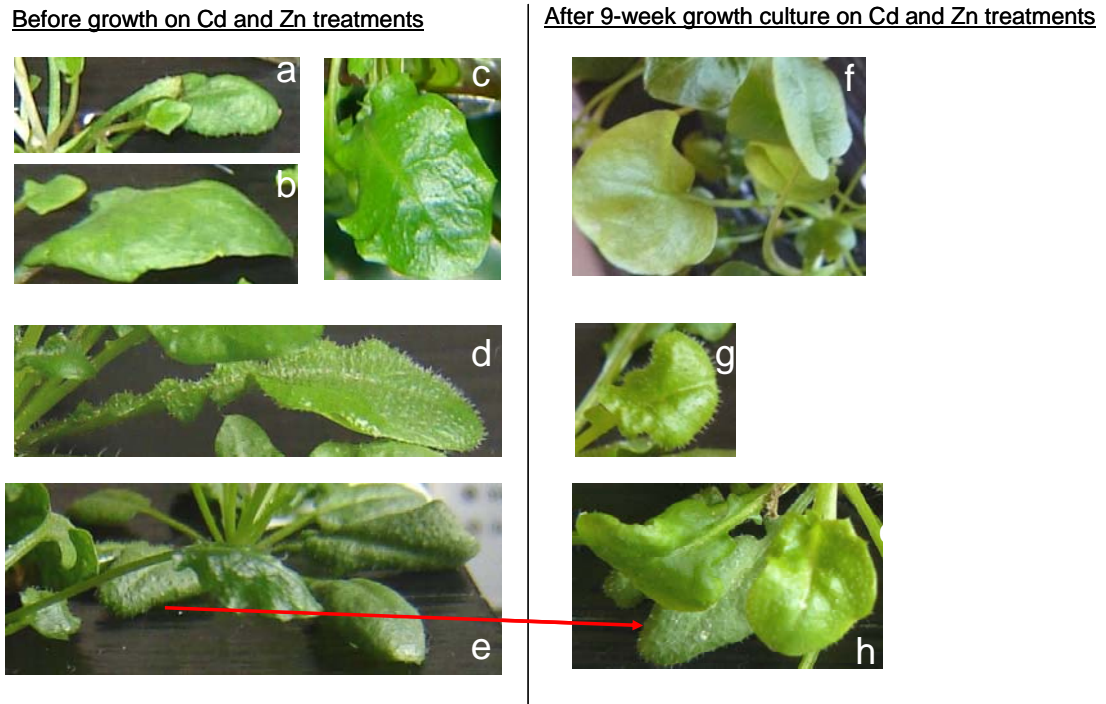 Before growth on Cd and Zn treatments
After 9-week growth culture on Cd and Zn treatments
a
c
f
b
d
g
e
h